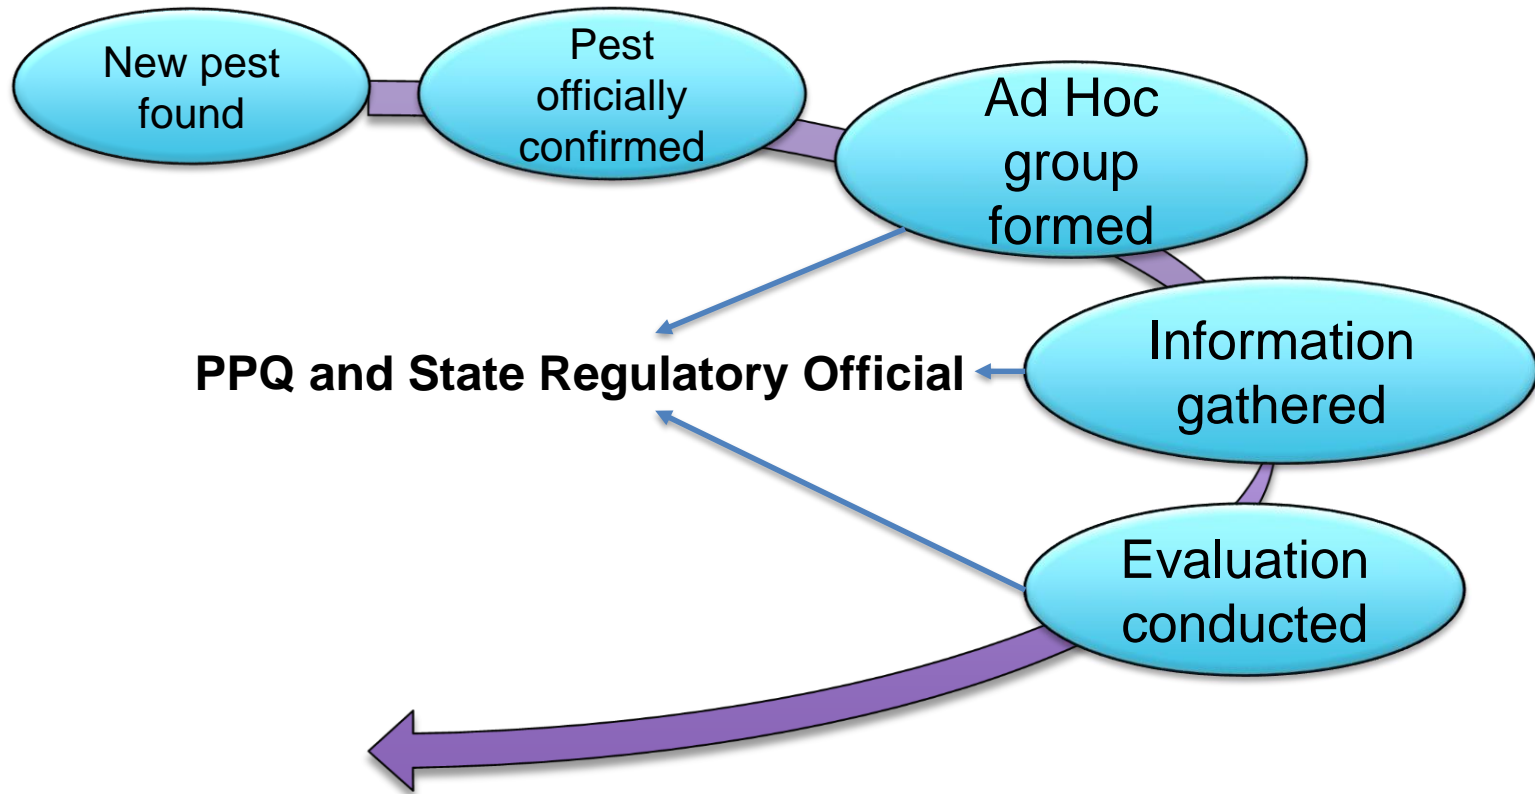 New pest
found
Pest
officially
confirmed
Ad Hoc
group
formed
PPQ and State Regulatory Official
Information
gathered
Evaluation
conducted